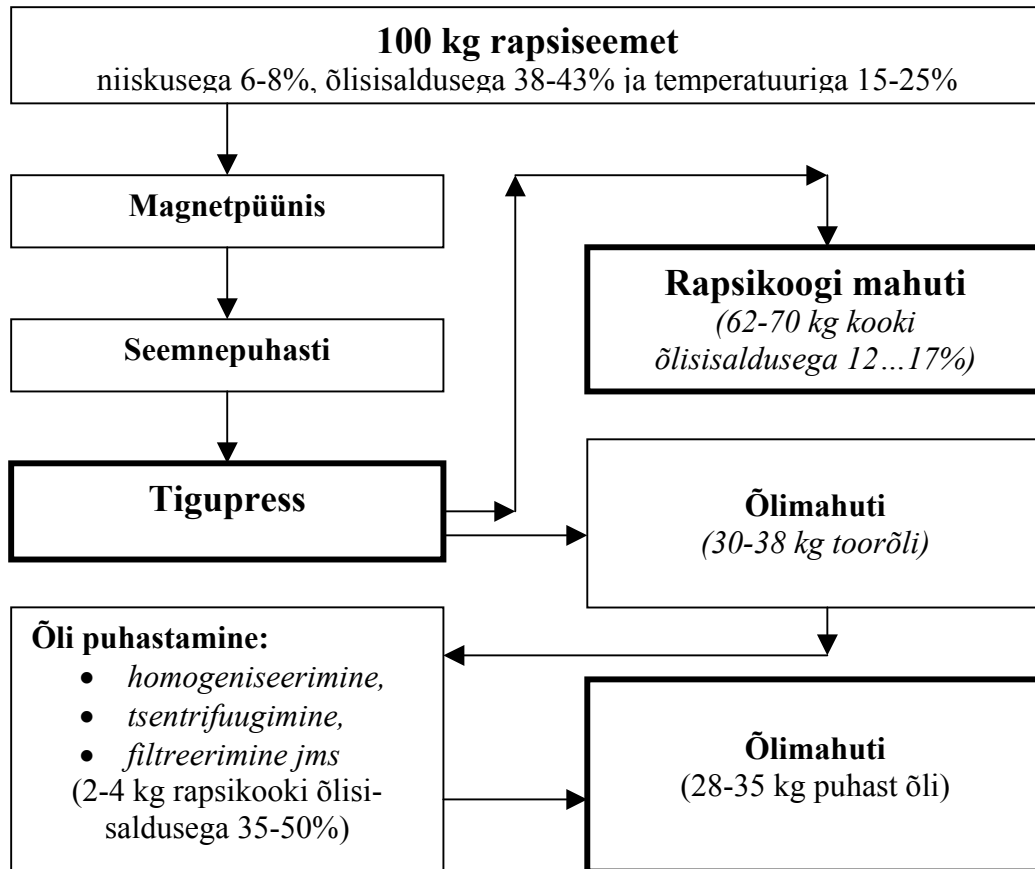 100 kg rapsiseemet
niiskusega 6-8%, õlisisaldusega 38-43% ja temperatuuriga 15-25%
Magnetpüünis
Seemnepuhasti
Tigupress
Rapsikoogi mahuti
(62-70 kg kooki
õlisisaldusega 12…17%)
Õlimahuti
(30-38 kg toorõli)
Õli puhastamine:
• homogeniseerimine,
• tsentrifuugimine,
• filtreerimine jms
(2-4 kg rapsikooki õlisi-
saldusega 35-50%)
Õlimahuti
(28-35 kg puhast õli)